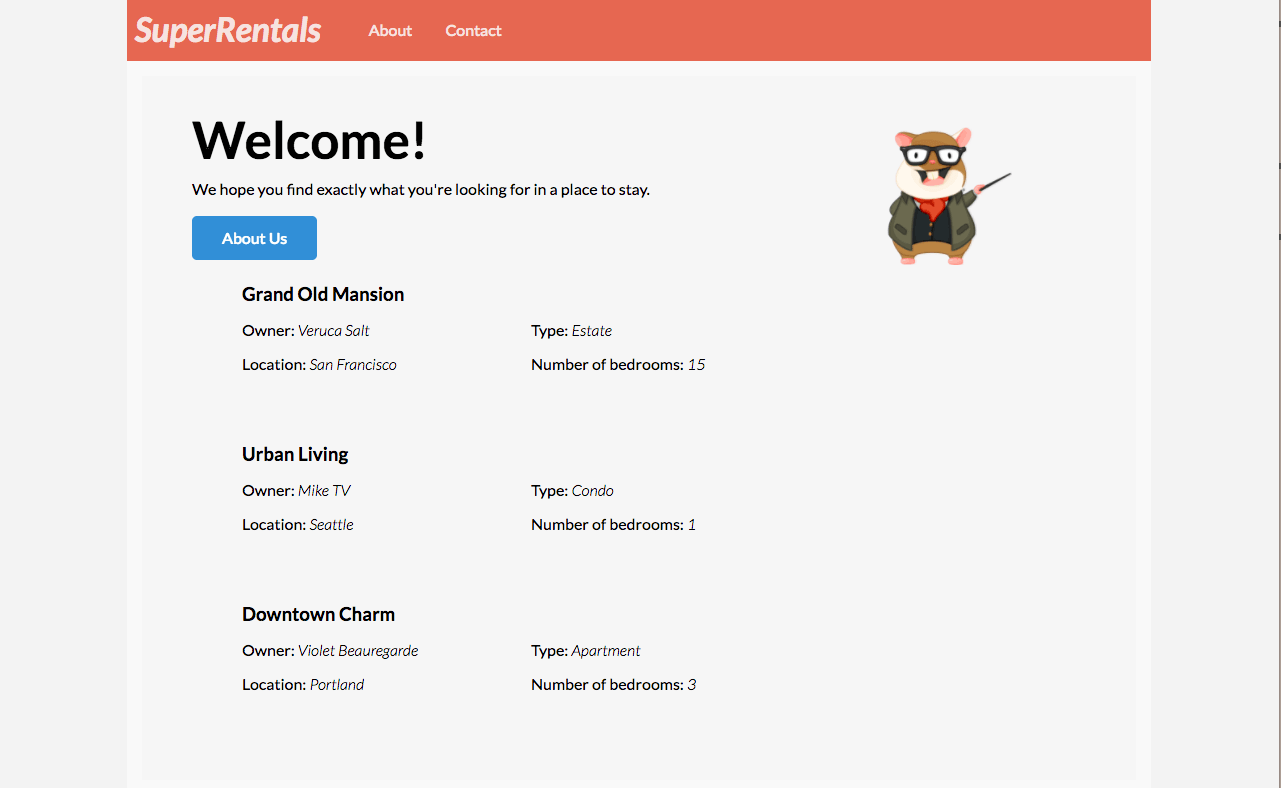 SuperRentals About Contact
Welcome!
We hope you find exactly what you're looking for in a place to stay.
About Us
Grand Old Mansion
Owner: Veruca Salt Type: Estate
Location: San Francisco Number of bedrooms: 15
Urban Living
Owner: Mike TV Type: Condo
Location: Seattle Number of bedrooms: 1
Downtown Charm
Owner: Violet Beauregarde Type: Apartment
Location: Portland Number of bedrooms: 3